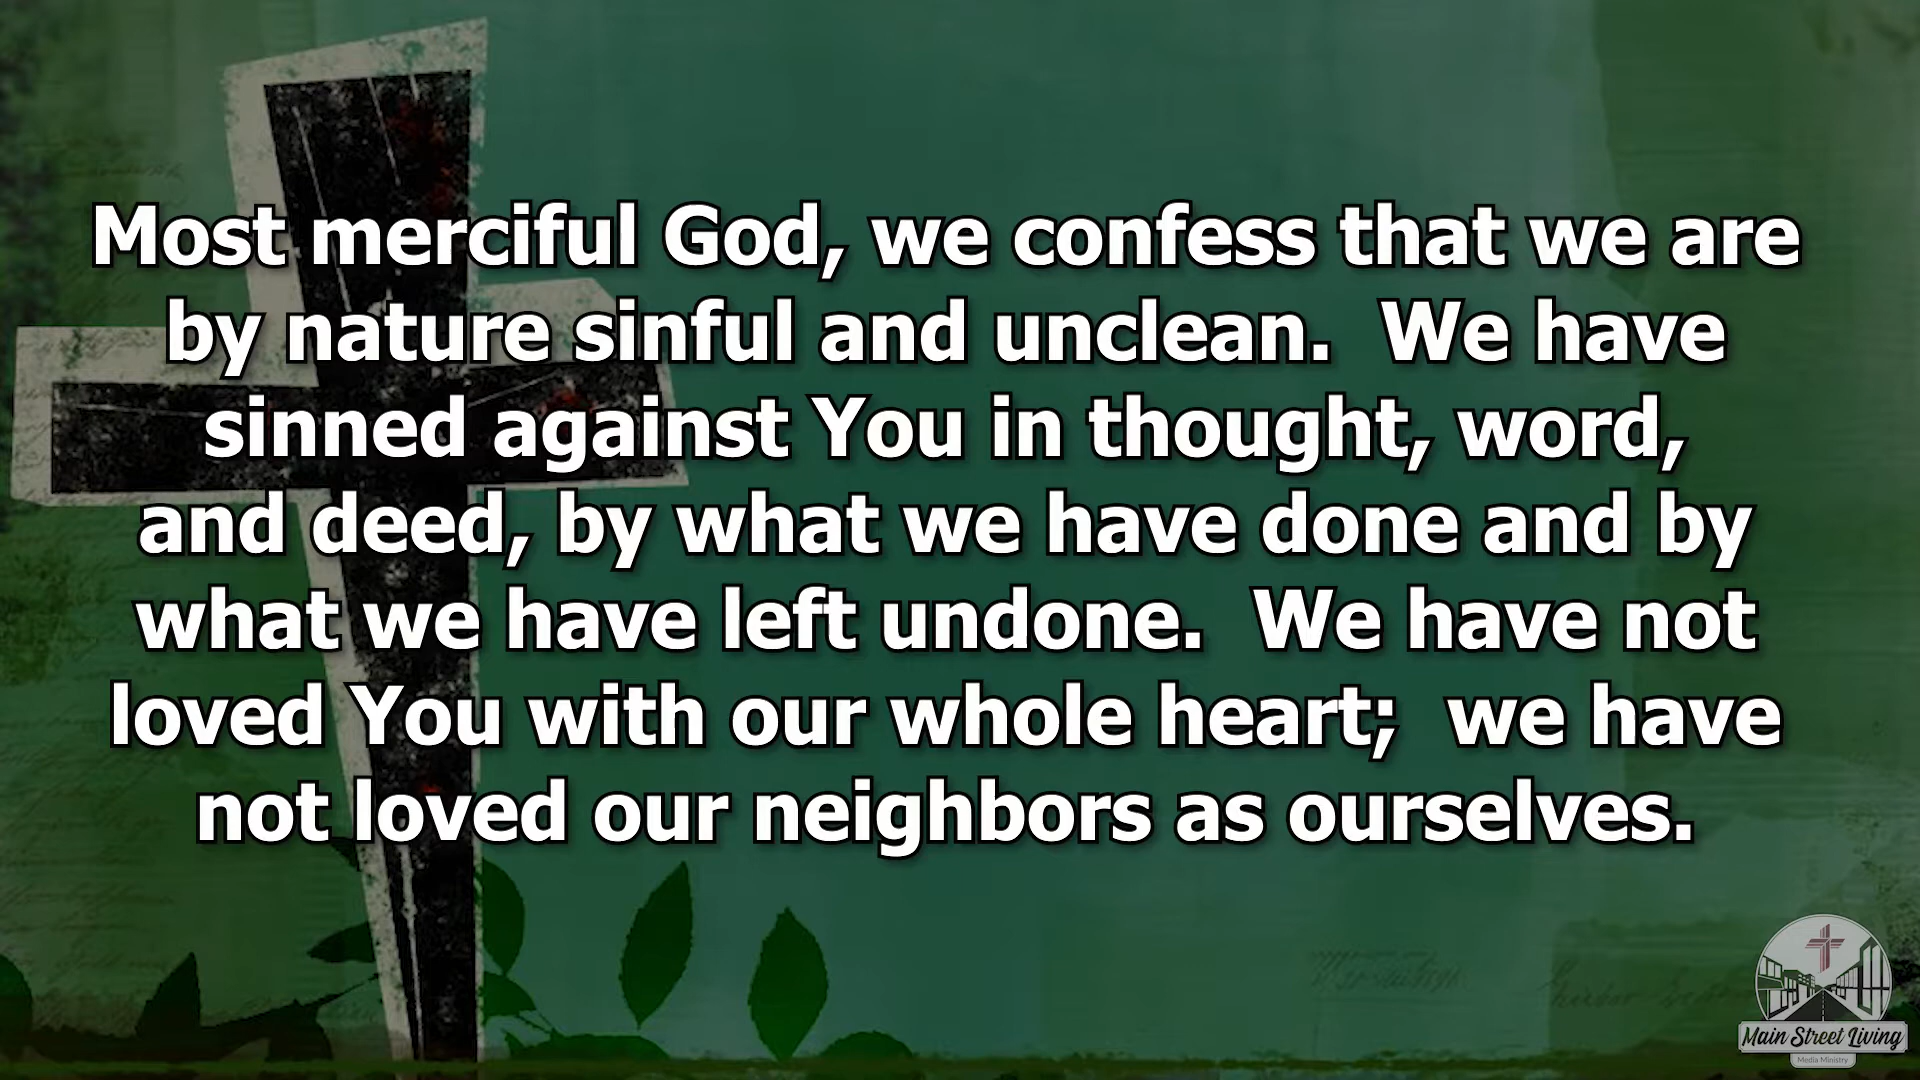 Most merciful God, we confess that we are
by nature sinful and unclean.  We have
sinned against You in thought, word,
and deed, by what we have done and by
what we have left undone.  We have not
loved You with our whole heart;  we have
not loved our neighbors as ourselves.
Main Street Living
Media Ministry